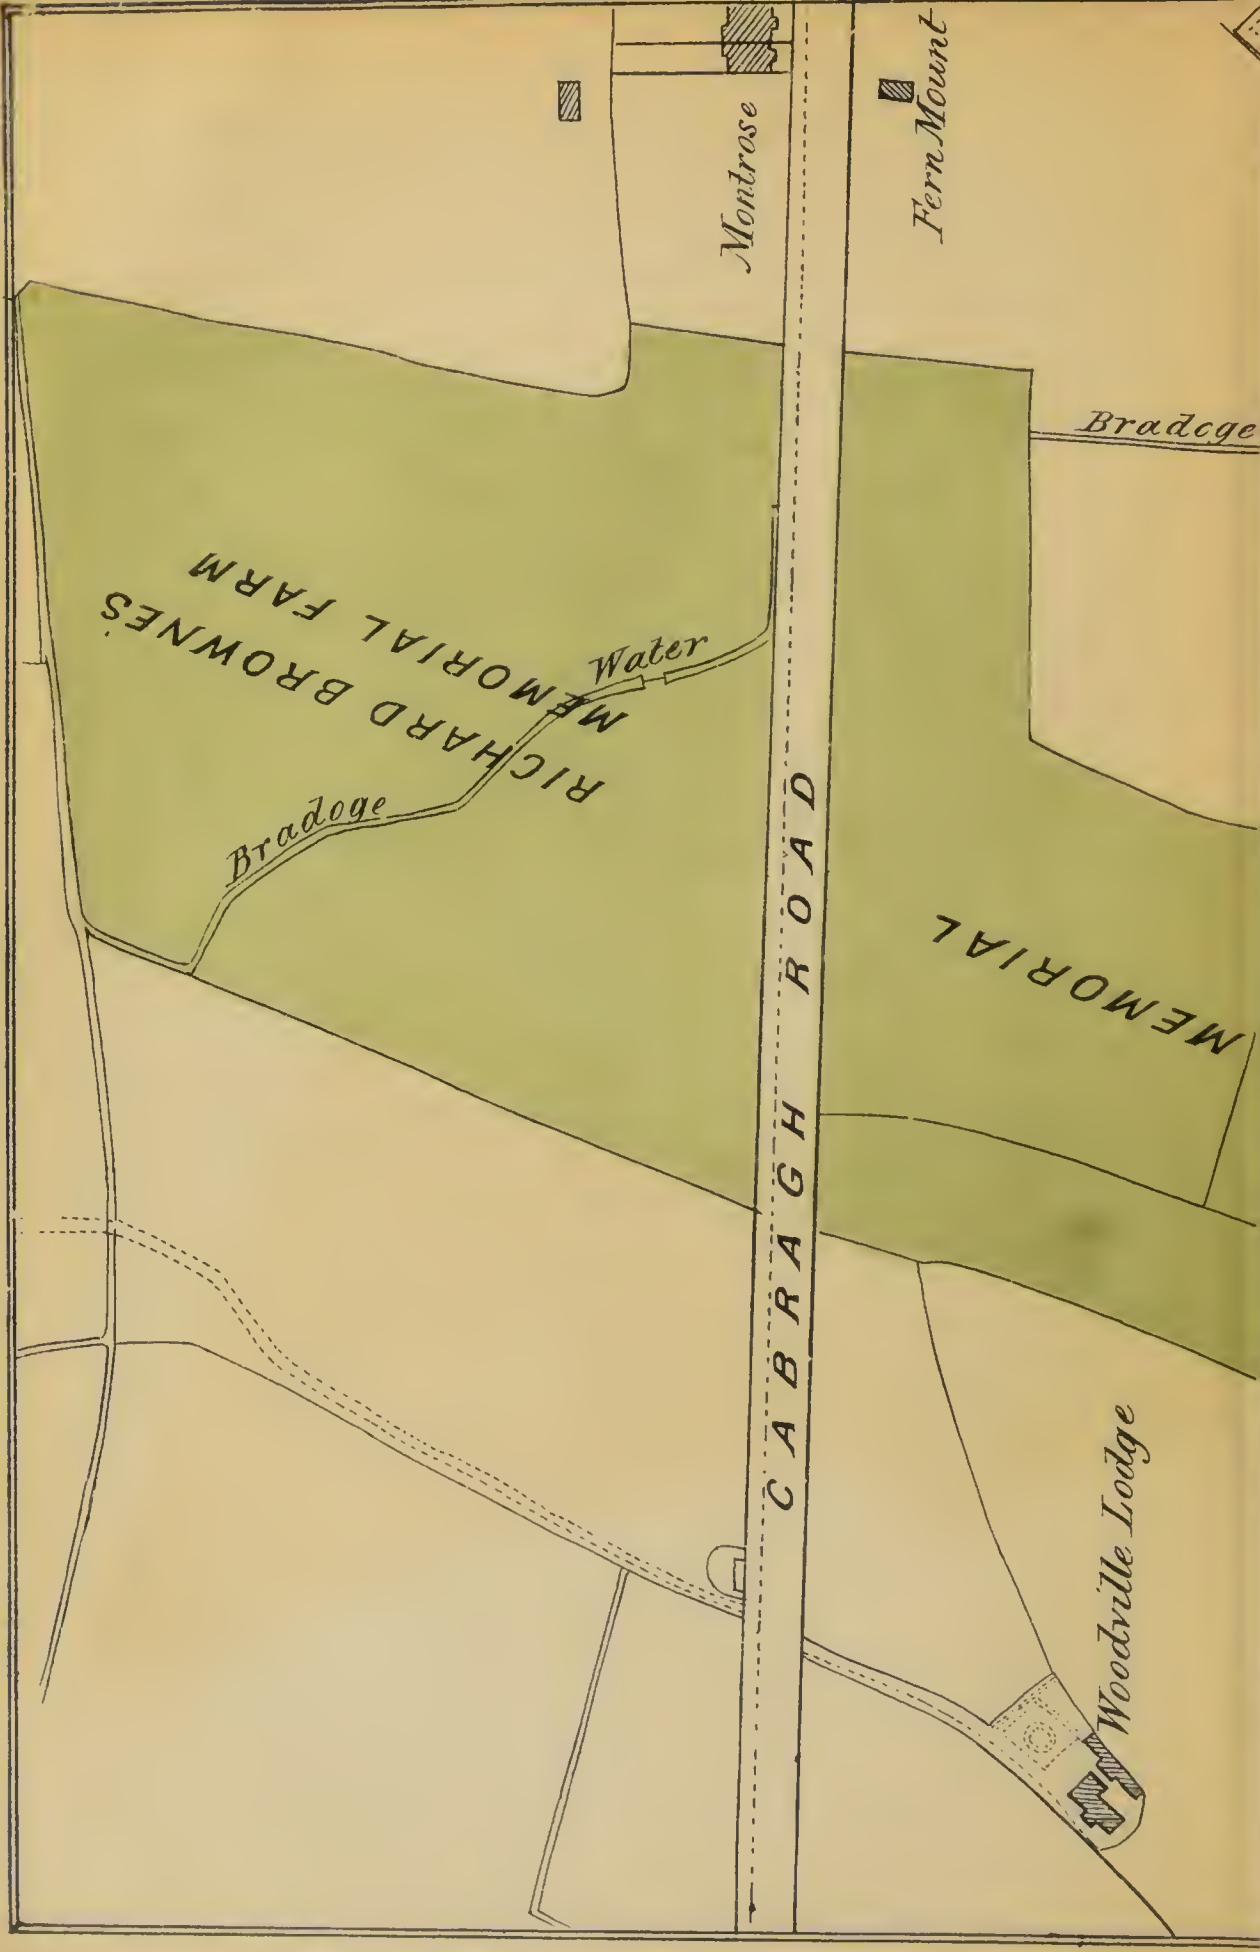 Montrose
Fern Mount
Bradoge
RICHARD BROWNE'S
MEMORIAL FARM
Bradoge Water
CABRAGH ROAD
MEMORIAL
Woodville Lodge